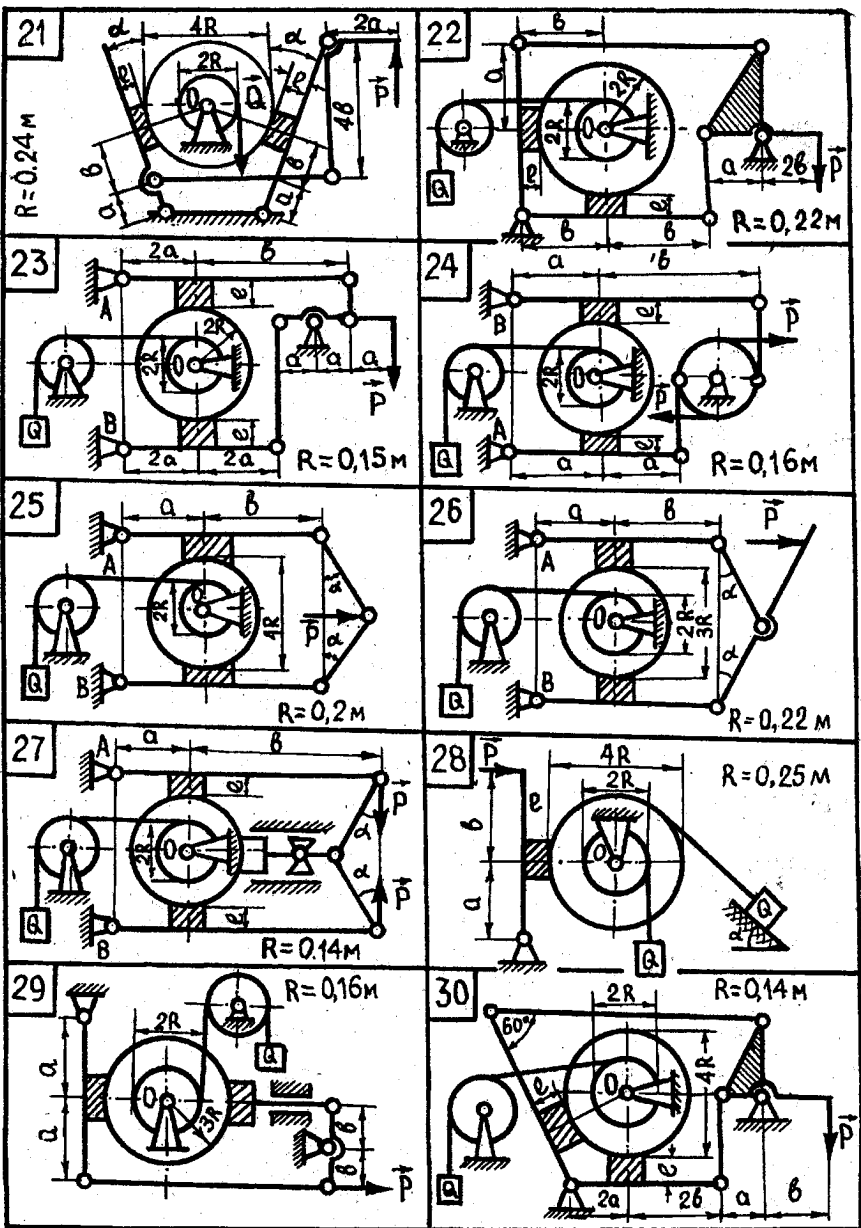 21
α
4R
α
2a
2R
O
Q
P
e
e
4в
в
a
в
a
R=0.24м
22
в
a
2R
2R
O
Q
e
e
a
2в
P
в
в
R=0,22м
23
2a
в
A
e
2R
2R
O
a
a
a
P
Q
B
e
2a
2a
R=0,15м
24
a
в
B
e
P
2R
O
P
A
e
Q
a
a
R=0,16м
25
a
в
A
2R
O
4R
α
P
α
Q
B
R=0,2м
26
a
в
P
A
α
O
2R
3R
α
Q
B
R=0,22м
27
A
a
в
e
P
2R
O
α
α
P
Q
B
e
R=0.14м
28
P
4R
2R
R=0,25м
e
в
O
a
Q
Q
α
29
R=0,16м
2R
Q
a
O
3R
a
в
в
P
30
2R
R=0,14м
60°
e
4R
O
e
P
Q
2a
2в
a
в